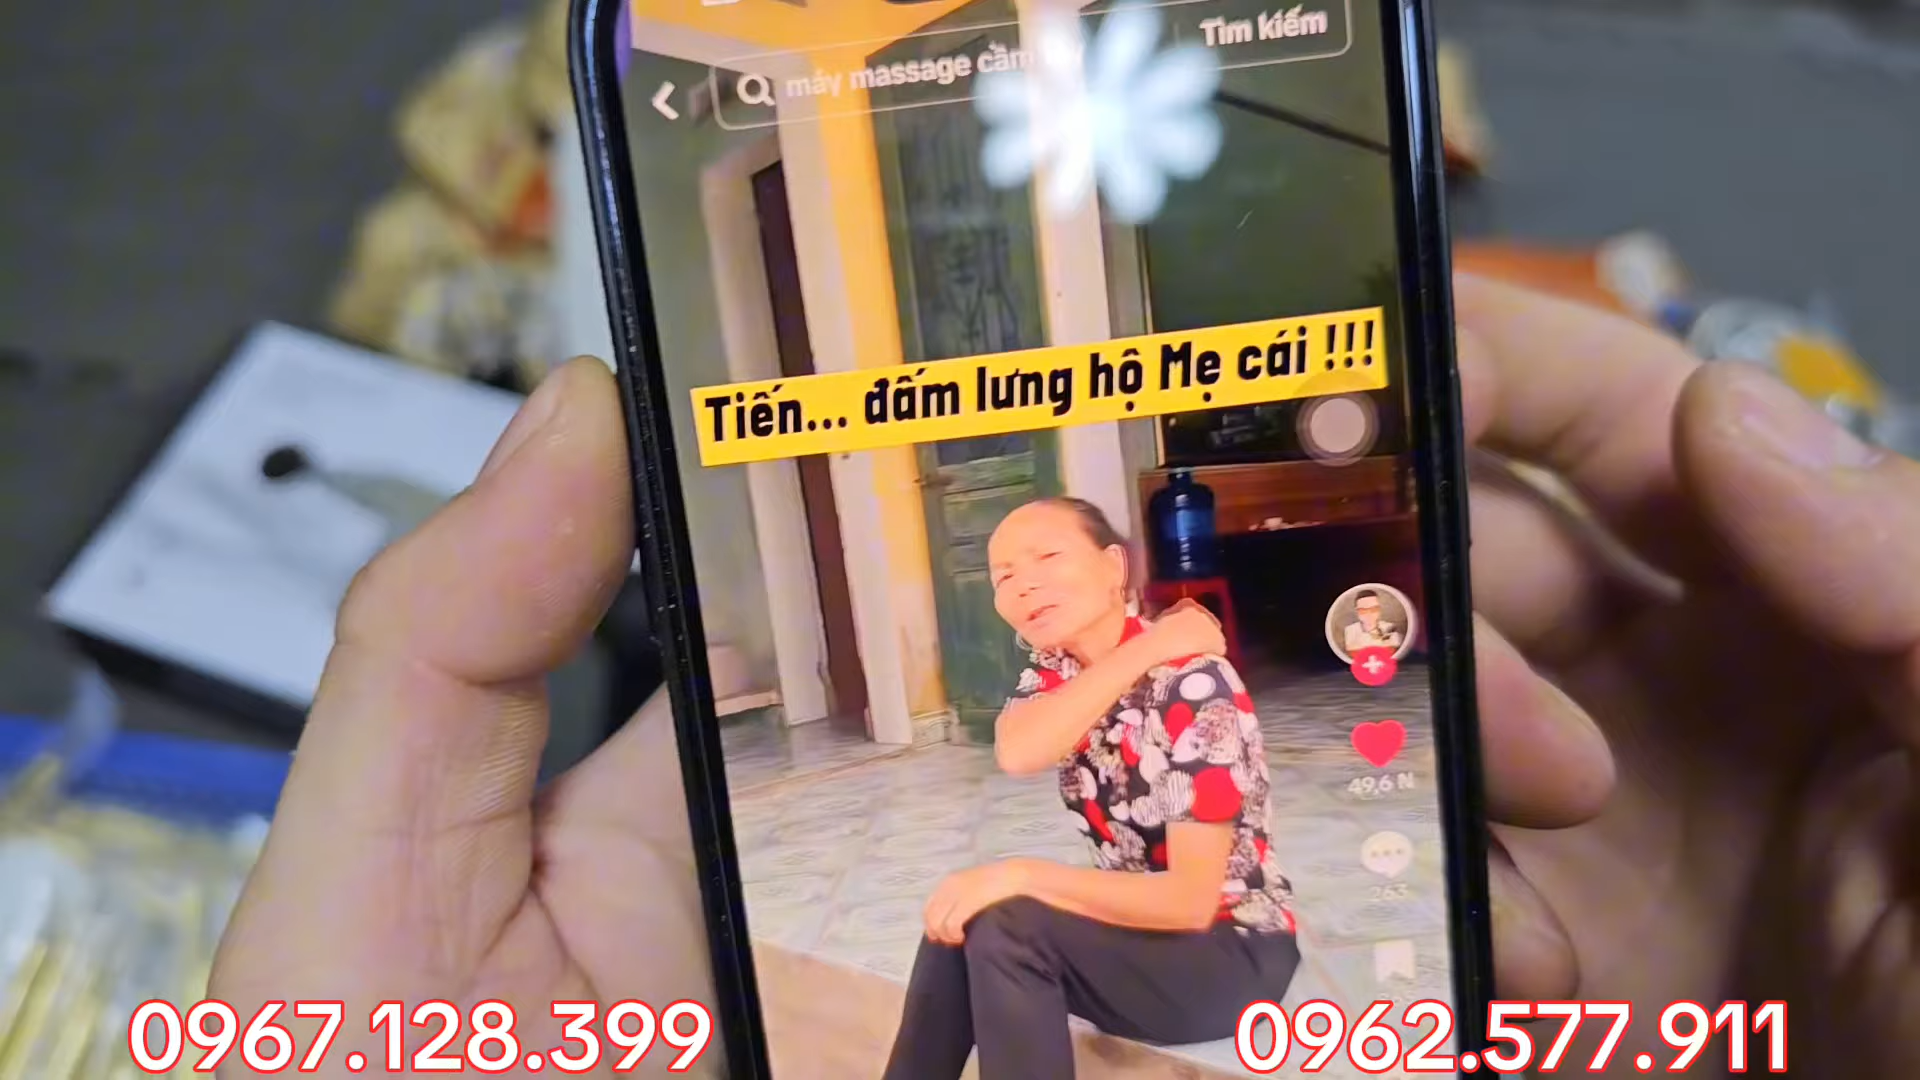 Tìm kiếm
máy massage cầm
Tiến... đấm lưng hộ Mẹ cái !!!
49,6 N
263
0967.128.399
0962.577.911